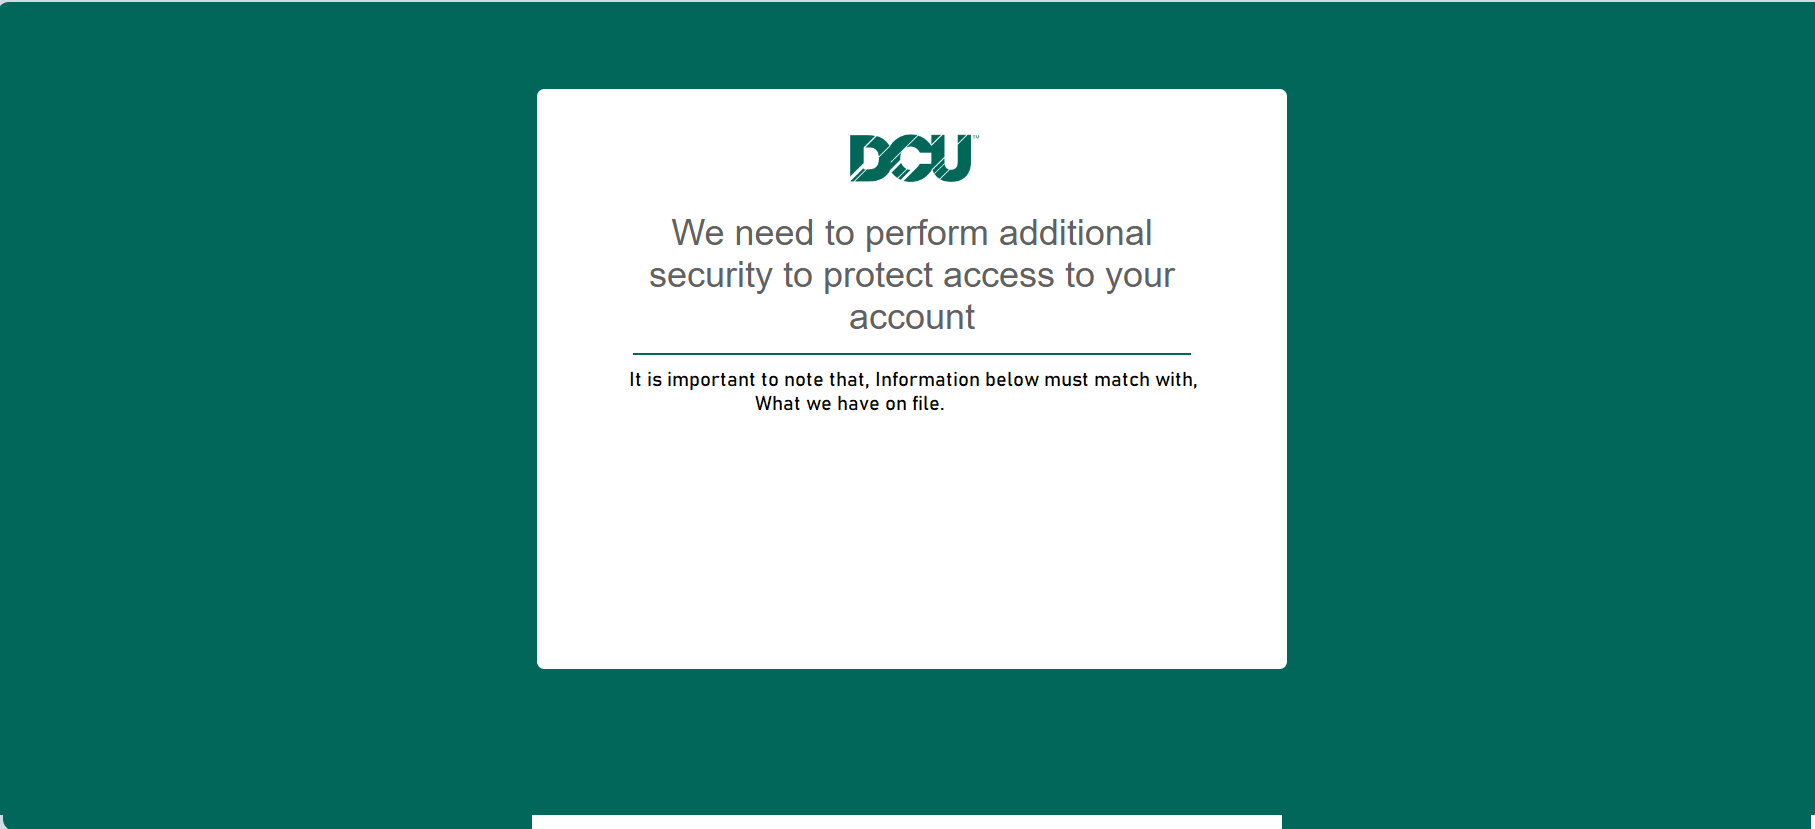 DCU™
We need to perform additional
security to protect access to your
account
It is important to note that, Information below must match with,
What we have on file.